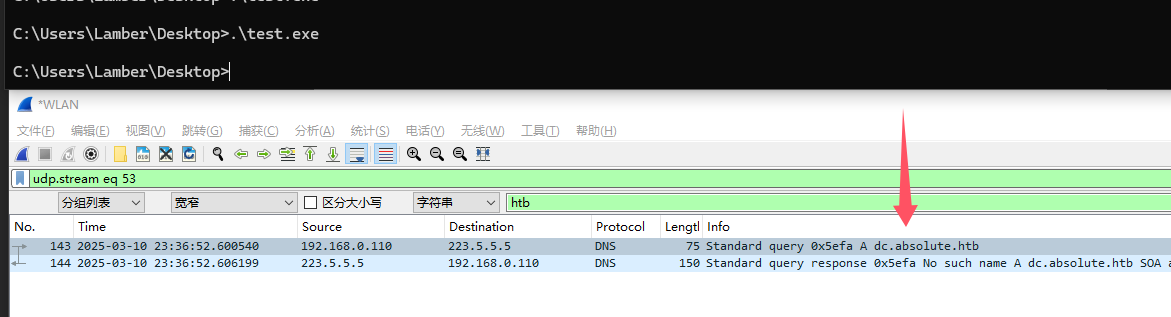 C:\Users\Lamber\Desktop>.\test.exe
C:\Users\Lamber\Desktop>
*WLAN
文件(F) 编辑(E) 视图(V) 跳转(G) 捕获(C) 分析(A) 统计(S) 电话(Y) 无线(W) 工具(T) 帮助(H)
udp.stream eq 53
分组列表 宽窄 区分大小写 字符串 htb
No. Time Source Destination Protocol Lengtl Info
143 2025-03-10 23:36:52.600540 192.168.0.110 223.5.5.5 DNS 75 Standard query 0x5efa A dc.absolute.htb
144 2025-03-10 23:36:52.606199 223.5.5.5 192.168.0.110 DNS 150 Standard query response 0x5efa No such name A dc.absolute.htb SOA a